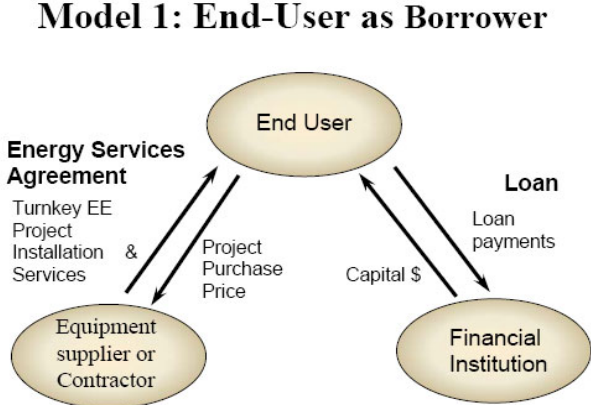 Model 1: End-User as Borrower
End User
Energy Services
Agreement
Turnkey EE
Project
Installation &
Services
Project
Purchase
Price
Loan
Loan
payments
Capital $
Equipment
supplier or
Contractor
Financial
Institution